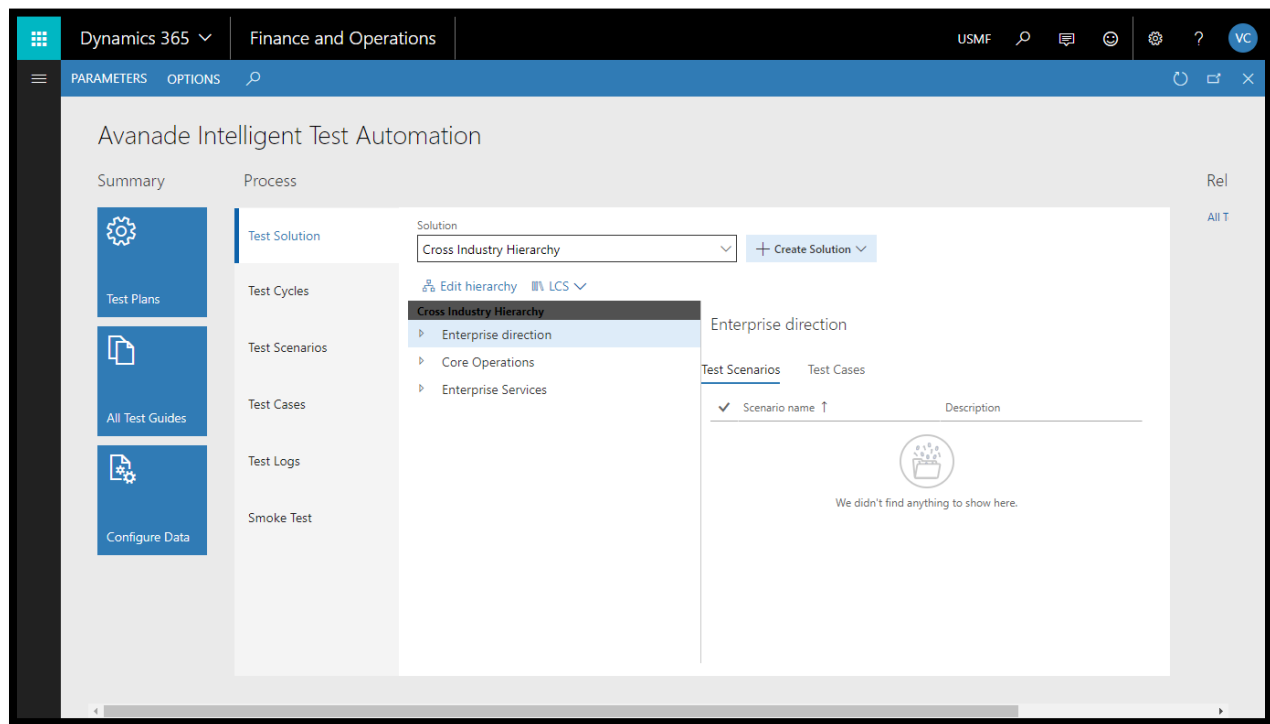 Dynamics 365 Finance and Operations USMF ? VC
PARAMETERS OPTIONS
Avanade Intelligent Test Automation
Summary Process Rel
Test Plans
All Test Guides
Configure Data
Test Solution
Test Cycles
Test Scenarios
Test Cases
Test Logs
Smoke Test
Solution
Cross Industry Hierarchy
Create Solution
Edit hierarchy LCS
Cross Industry Hierarchy
Enterprise direction
Core Operations
Enterprise Services
Enterprise direction
Test Scenarios Test Cases
Scenario name ↑ Description
We didn't find anything to show here.
All T